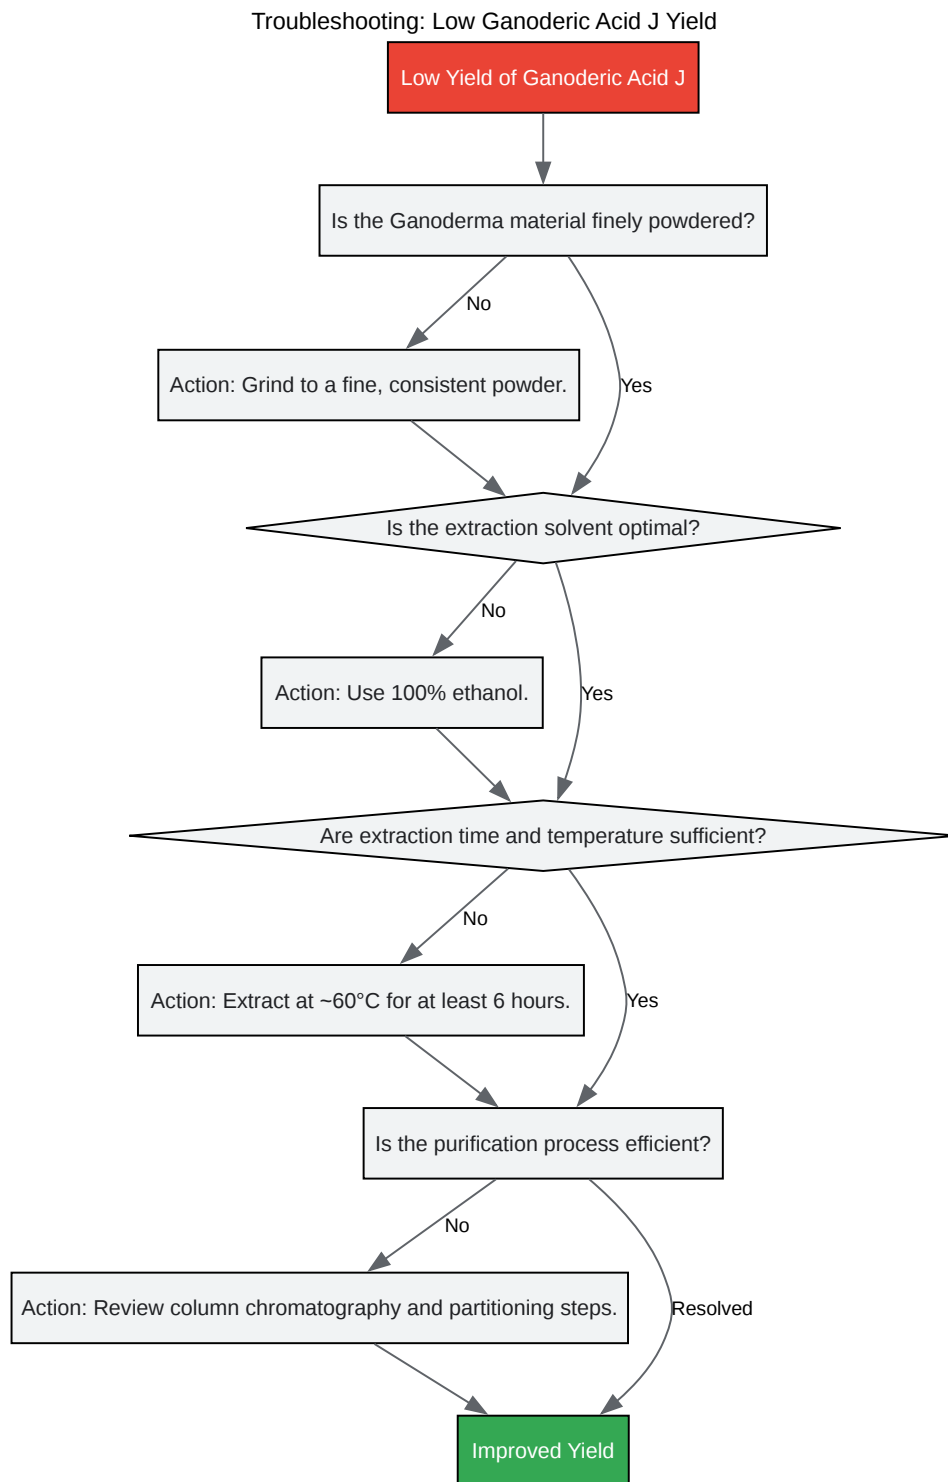 Troubleshooting: Low Ganoderic Acid J Yield
Low Yield of Ganoderic Acid J
Is the Ganoderma material finely powdered?
No
Action: Grind to a fine, consistent powder.
Yes
Is the extraction solvent optimal?
No
Action: Use 100% ethanol.
Yes
Are extraction time and temperature sufficient?
No
Action: Extract at ~60°C for at least 6 hours.
Yes
Is the purification process efficient?
No
Action: Review column chromatography and partitioning steps.
Resolved
Improved Yield